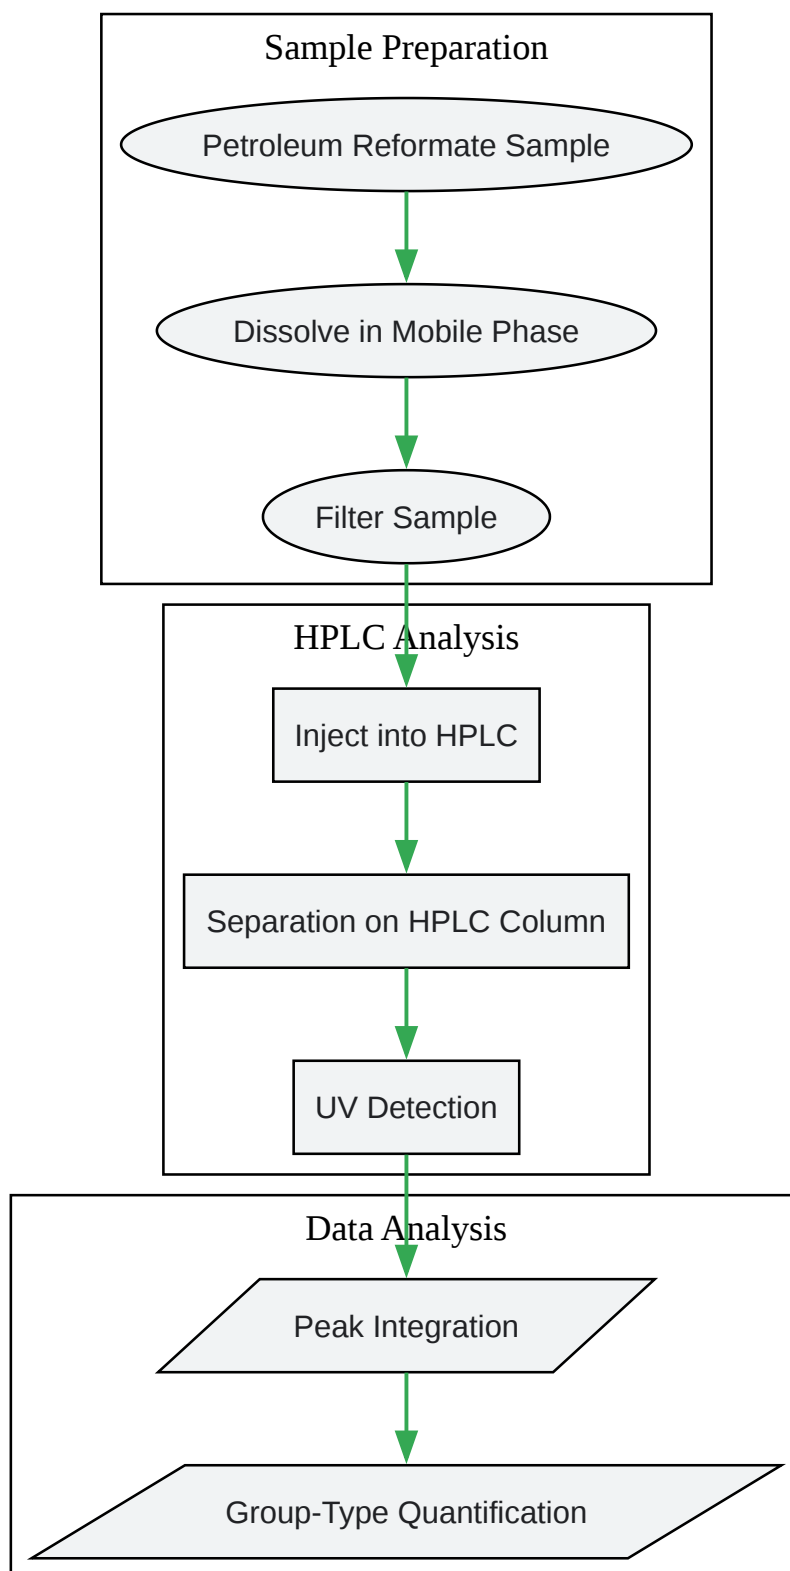 Sample Preparation
Petroleum Reformate Sample
Dissolve in Mobile Phase
Filter Sample
HPLC Analysis
Inject into HPLC
Separation on HPLC Column
UV Detection
Data Analysis
Peak Integration
Group-Type Quantification